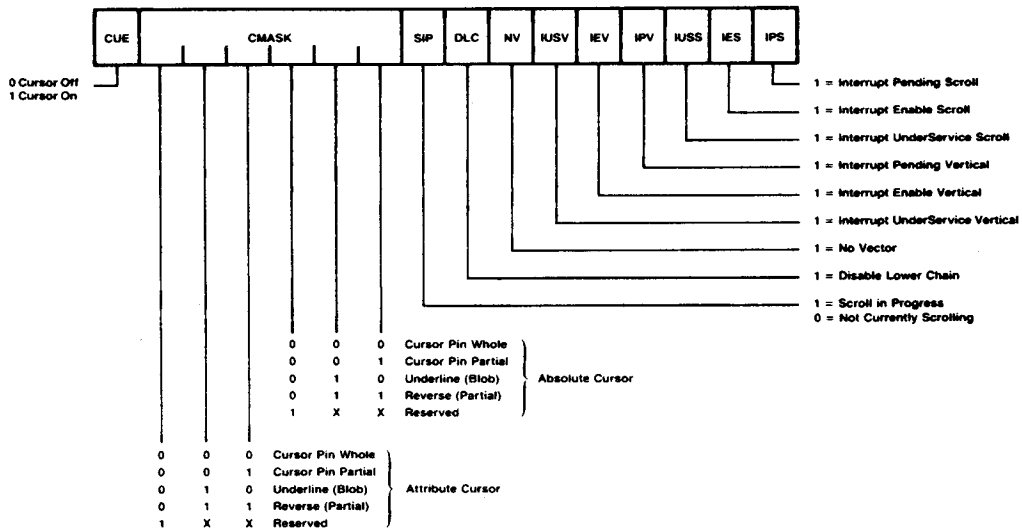 CUE CMASK SIP DLC NV IUSV IEV IPV IUSS IES IPS
0 Cursor Off
1 Cursor On
1 = Interrupt Pending Scroll
1 = Interrupt Enable Scroll
1 = Interrupt UnderService Scroll
1 = Interrupt Pending Vertical
1 = Interrupt Enable Vertical
1 = Interrupt UnderService Vertical
1 = No Vector
1 = Disable Lower Chain
1 = Scroll in Progress
0 = Not Currently Scrolling
0 0 0 Cursor Pin Whole
0 0 1 Cursor Pin Partial
0 1 0 Underline (Blob)
0 1 1 Reverse (Partial)
1 X X Reserved
Absolute Cursor
0 0 0 Cursor Pin Whole
0 0 1 Cursor Pin Partial
0 1 0 Underline (Blob)
0 1 1 Reverse (Partial)
1 X X Reserved
Attribute Cursor